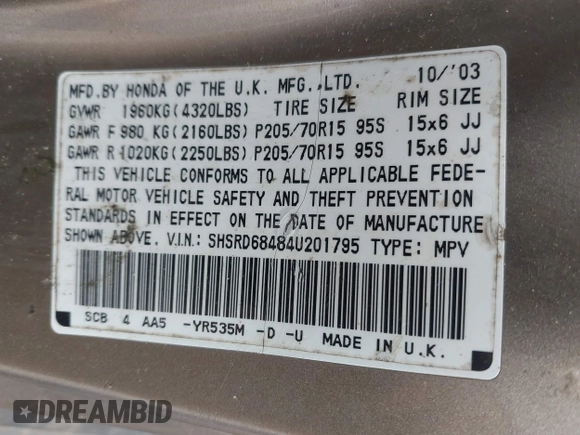 MFD.BY HONDA OF THE U.K. MFG.,LTD. 10/'03
GVWR 1960KG(4320LBS) TIRE SIZE RIM SIZE
GAWR F 980 KG(2160LBS) P205/70R15 95S 15x6 JJ
GAWR R 1020KG(2250LBS) P205/70R15 95S 15x6 JJ
THIS VEHICLE CONFORMS TO ALL APPLICABLE FEDE-
RAL MOTOR VEHICLE SAFETY AND THEFT PREVENTION
STANDARDS IN EFFECT ON THE DATE OF MANUFACTURE
SHOWN ABOVE. V.I.N.: SHSRD68484U201795 TYPE: MPV
SCB 4 AA5 -YR535M -D -U MADE IN U.K.
DREAMBID